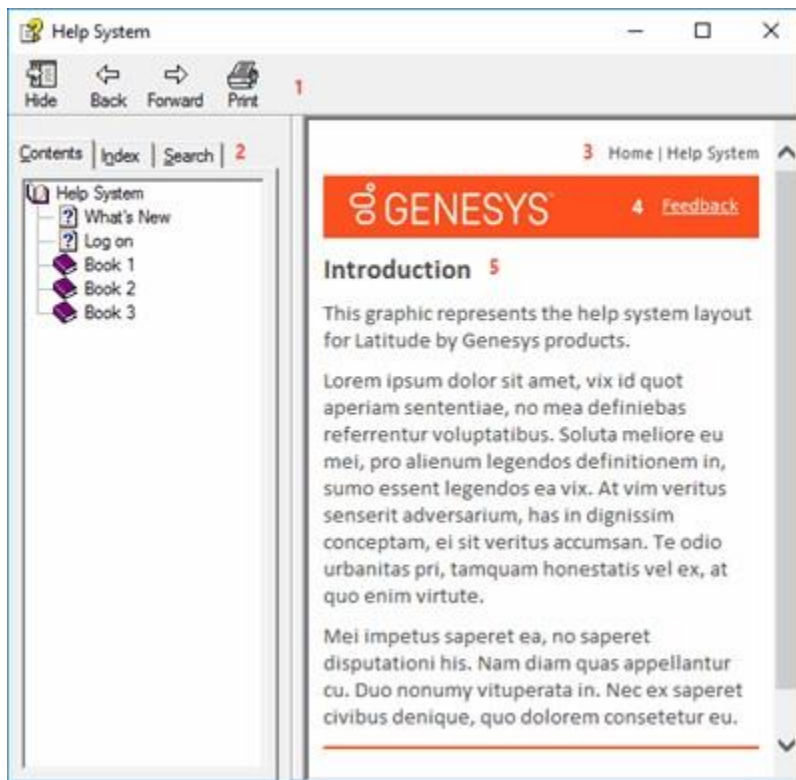 Help System
Hide Back Forward Print 1
Contents Index Search 2
Help System
What's New
Log on
Book 1
Book 2
Book 3
3 Home | Help System
GENESYS™ 4 Feedback
Introduction 5
This graphic represents the help system layout
for Latitude by Genesys products.
Lorem ipsum dolor sit amet, vix id quot
aperiam sententiae, no mea definiebas
referrentur voluptatibus. Soluta meliore eu
mei, pro alienum legendos definitionem in,
sumo essent legendos ea vix. At vim veritus
senserit adversarium, has in dignissim
conceptam, ei sit veritus accumsan. Te odio
urbanitas pri, tamquam honestatis vel ex, at
quo enim virtute.
Mei impetus saperet ea, no saperet
disputationi his. Nam diam quas appellantur
cu. Duo nonumy vituperata in. Nec ex saperet
civibus denique, quo dolorem consetetur eu.